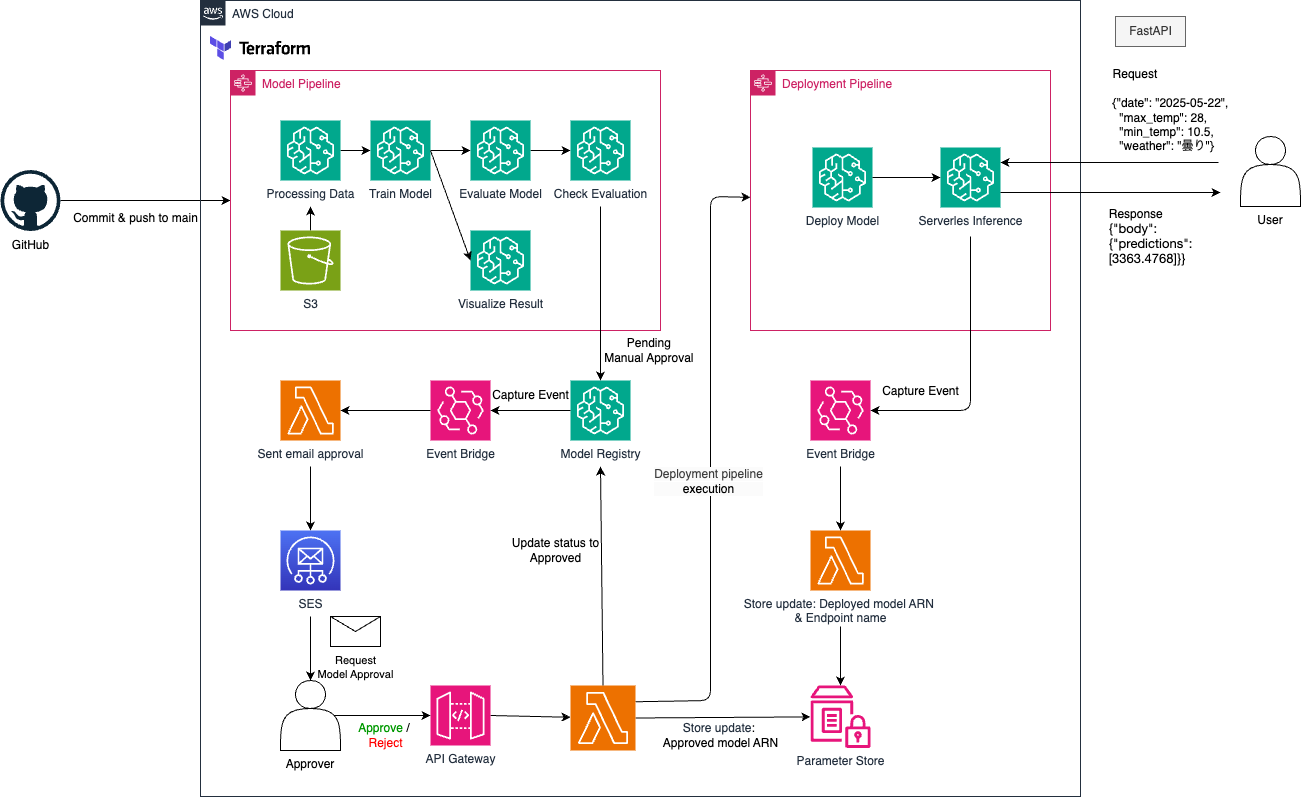 aws
AWS Cloud
Terraform
FastAPI
Request
{"date": "2025-05-22",
"max_temp": 28,
"min_temp": 10.5,
"weather": "曇り"}
Model Pipeline
Deployment Pipeline
Processing Data
Train Model
Evaluate Model
Check Evaluation
Deploy Model
Serverles Inference
User
GitHub
Commit & push to main
Response
{"body":
{"predictions":
[3363.4768]}}
S3
Visualize Result
Pending
Manual Approval
Capture Event
Capture Event
Sent email approval
Event Bridge
Model Registry
Event Bridge
Deployment pipeline
execution
Update status to
Approved
SES
Store update: Deployed model ARN
& Endpoint name
Request
Model Approval
Approve /
Reject
Store update:
Approved model ARN
Approver
API Gateway
Parameter Store